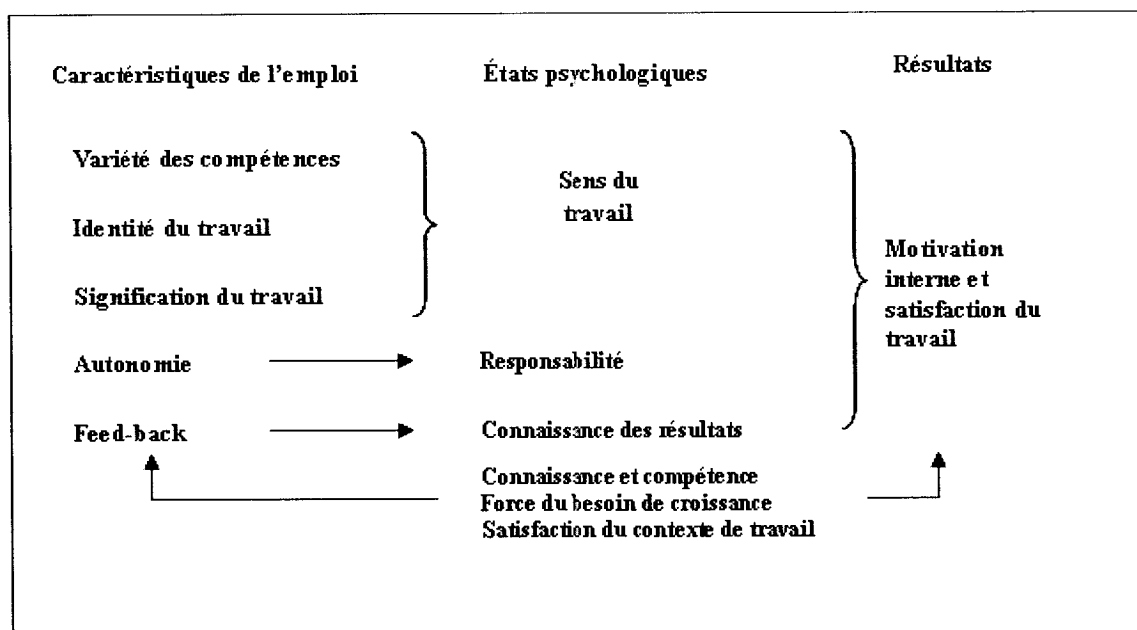 Caractéristiques de l'emploi
États psychologiques
Résultats
Variété des compétences
Identité du travail
Signification du travail
Sens du
travail
Motivation
interne et
satisfaction du
travail
Autonomie
Responsabilité
Feed-back
Connaissance des résultats
Connaissance et compétence
Force du besoin de croissance
Satisfaction du contexte de travail